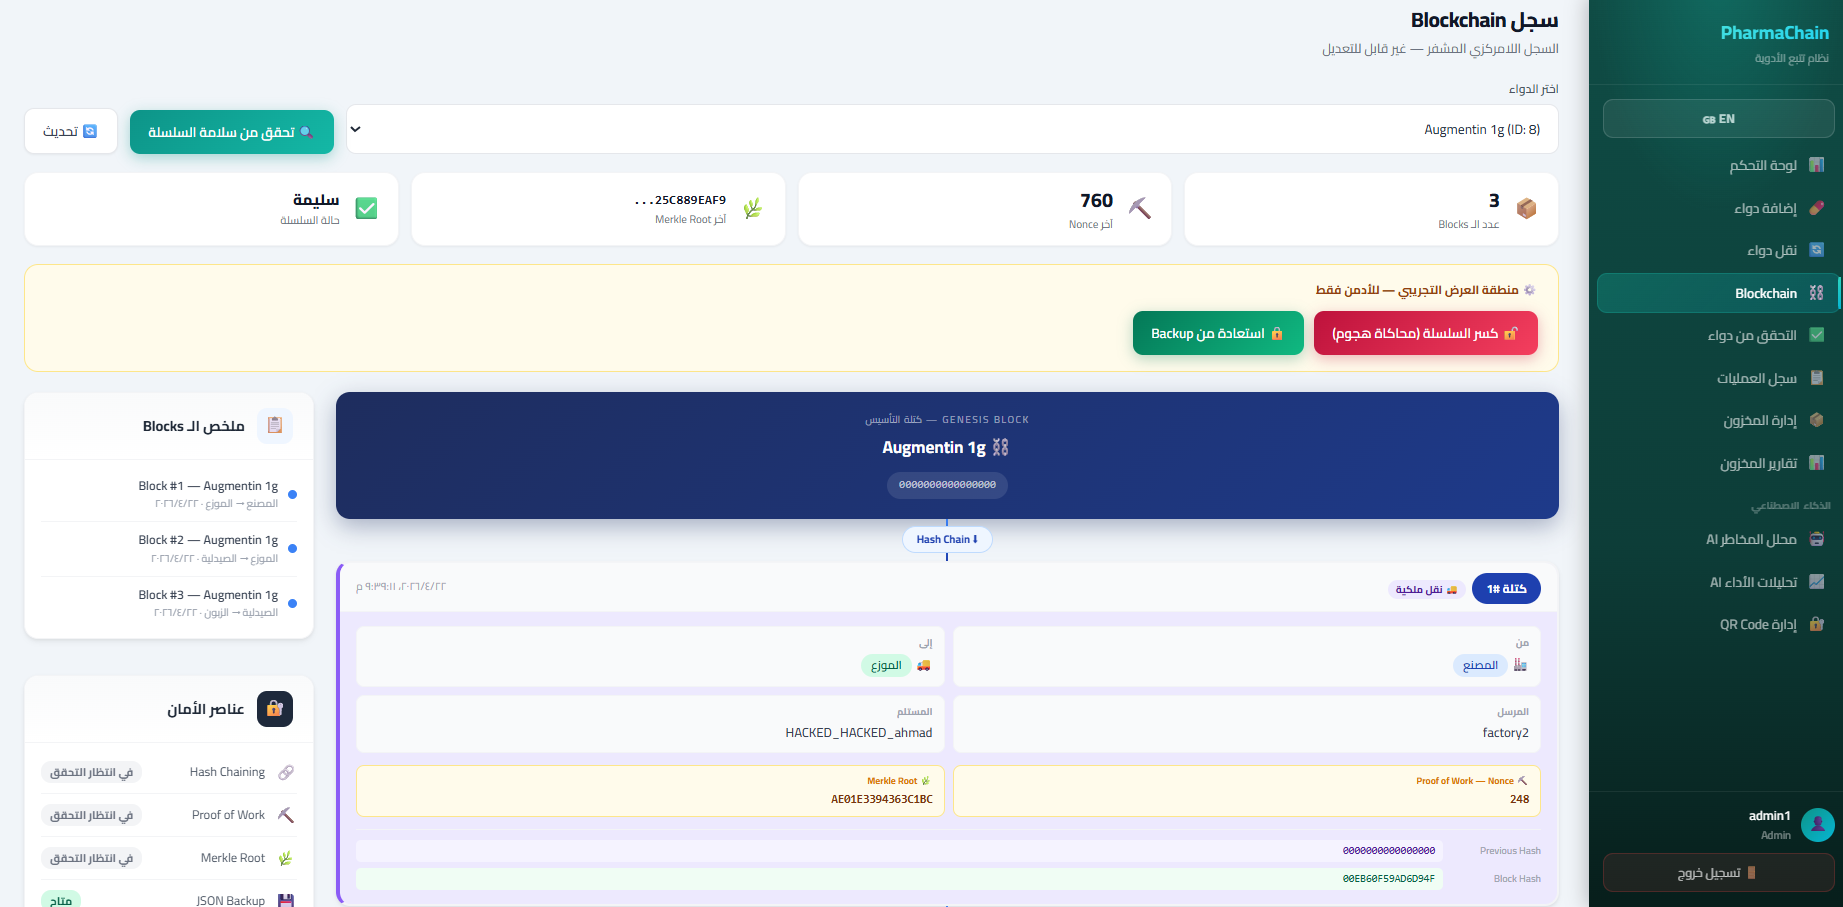 PharmaChain
نظام تتبع الأدوية
GB EN
لوحة التحكم
إضافة دواء
نقل دواء
Blockchain
التحقق من دواء
سجل العمليات
إدارة المخزون
تقارير المخزون
الذكاء الاصطناعي
محلل المخاطر AI
تحليلات الأداء AI
إدارة QR Code
admin1
Admin
تسجيل خروج
سجل Blockchain
السجل اللامركزي المشفر — غير قابل للتعديل
اختر الدواء
Augmentin 1g (ID: 8)
تحقق من سلامة السلسلة
تحديث
3
عدد الـ Blocks
760
آخر Nonce
25C889EAF9...
آخر Merkle Root
سليمة
حالة السلسلة
منطقة العرض التجريبي — للأدمن فقط
كسر السلسلة (محاكاة هجوم)
استعادة من Backup
GENESIS BLOCK — كتلة التأسيس
Augmentin 1g
0000000000000000
Hash Chain
كتلة #1
نقل ملكية
٢٢‏/٤‏/٢٠٢٦، ٩:٣٩:١١ م
من
المصنع
إلى
الموزع
المرسل
factory2
المستلم
HACKED_HACKED_ahmad
Proof of Work — Nonce
248
Merkle Root
AE01E3394363C1BC
Previous Hash
0000000000000000
Block Hash
00EB60F59AD6D94F
ملخص الـ Blocks
Block #1 — Augmentin 1g
المصنع → الموزع · ٢٢‏/٤‏/٢٠٢٦
Block #2 — Augmentin 1g
الموزع → الصيدلية · ٢٢‏/٤‏/٢٠٢٦
Block #3 — Augmentin 1g
الصيدلية → الزبون · ٢٢‏/٤‏/٢٠٢٦
عناصر الأمان
Hash Chaining
في انتظار التحقق
Proof of Work
في انتظار التحقق
Merkle Root
في انتظار التحقق
JSON Backup
متاح